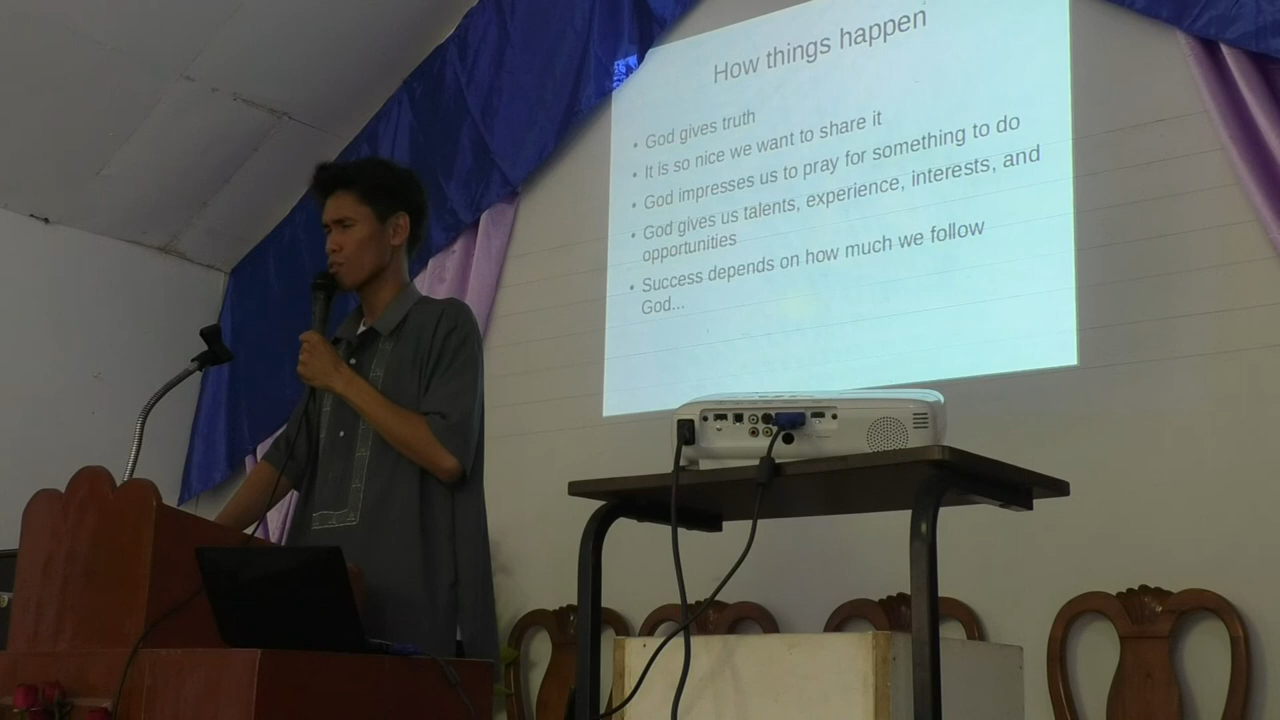 How things happen
• God gives truth
• It is so nice we want to share it
• God impresses us to pray for something to do
• God gives us talents, experience, interests, and
opportunities
• Success depends on how much we follow
God...